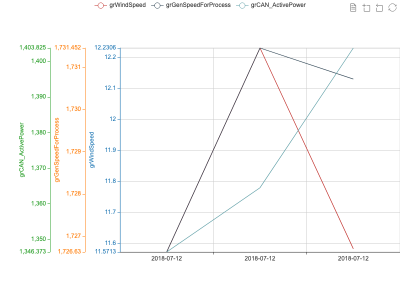 grWindSpeed grGenSpeedForProcess grCAN_ActivePower
1,403.825 1,731.452 12.2306
1,400 1,731 12.2
1,390 1,730 12.1
1,380 1,729 12
1,370 1,728 11.9
1,360 1,727 11.8
1,350 1,726.63 11.7
1,346.373 11.6
11.5713
grCAN_ActivePower
grGenSpeedForProcess
grWindSpeed
2018-07-12 2018-07-12 2018-07-12